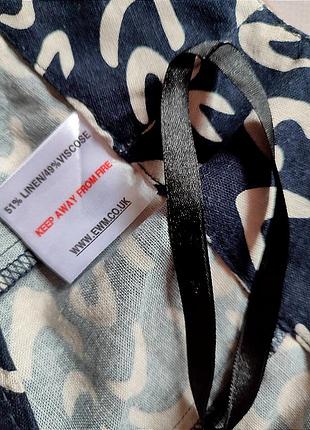 51% LINEN/49%VISCOSE
KEEP AWAY FROM FIRE
WWW.EWM.CO.UK